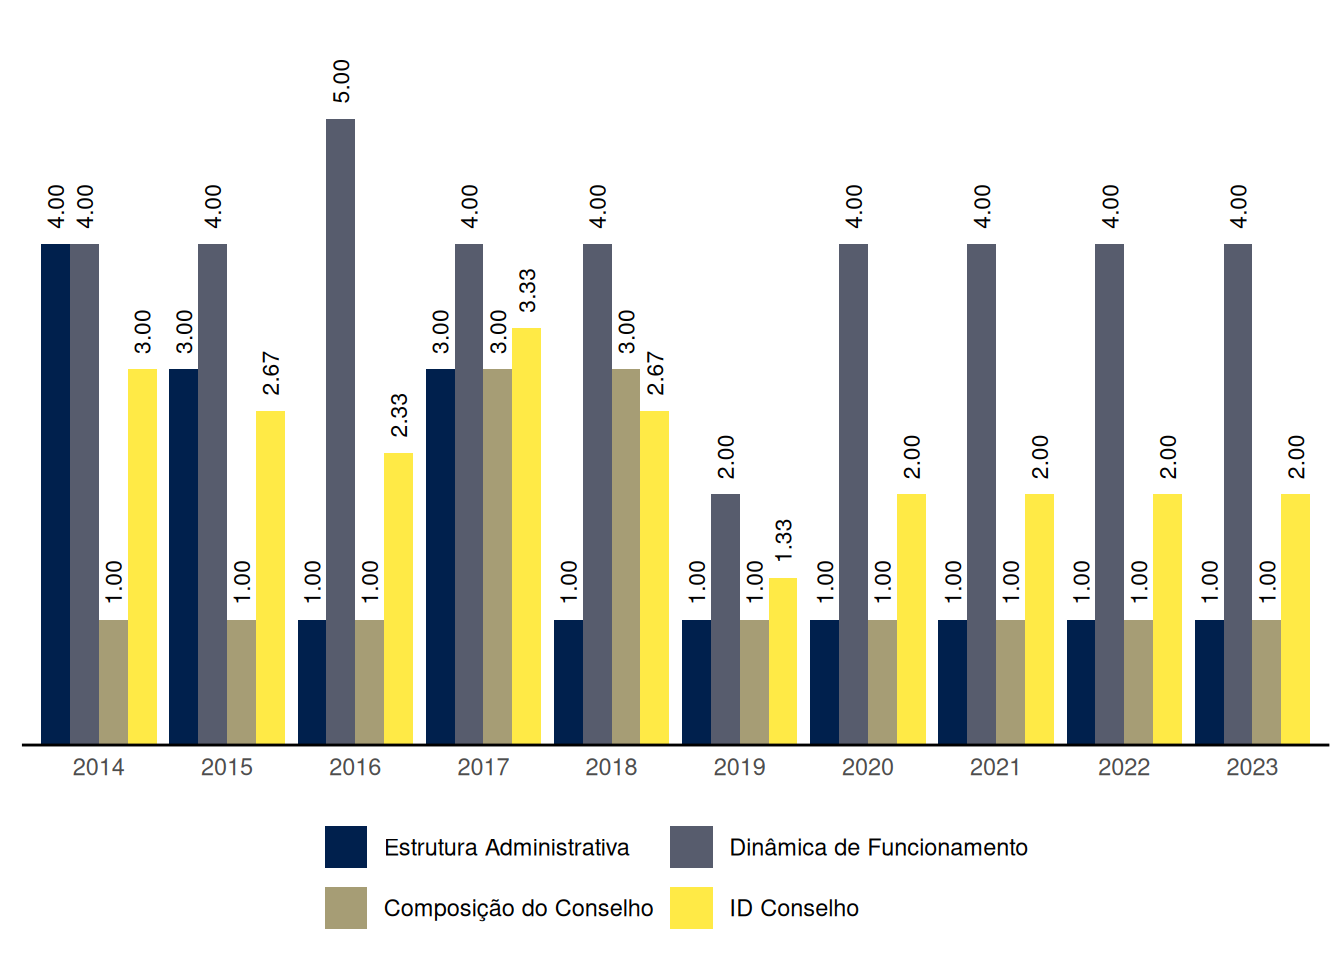 4.00 4.00 1.00 3.00
3.00 4.00 1.00 2.67
1.00 5.00 1.00 2.33
3.00 4.00 3.00 3.33
1.00 4.00 3.00 2.67
1.00 2.00 1.00 1.33
1.00 4.00 1.00 2.00
1.00 4.00 1.00 2.00
1.00 4.00 1.00 2.00
1.00 4.00 1.00 2.00
2014 2015 2016 2017 2018 2019 2020 2021 2022 2023
Estrutura Administrativa Dinâmica de Funcionamento
Composição do Conselho ID Conselho